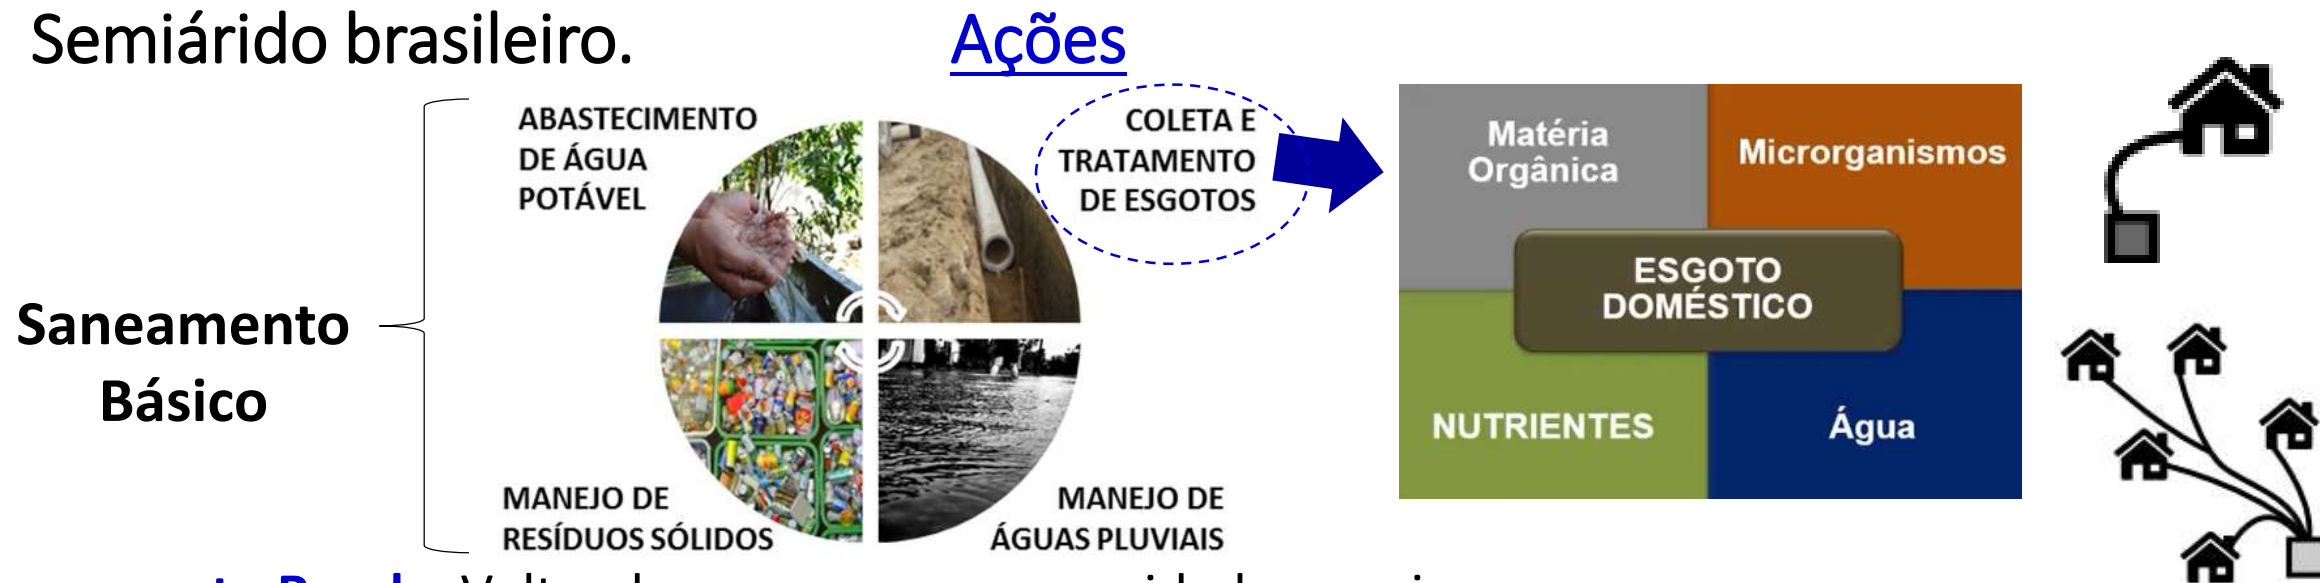 Semiárido brasileiro.
Ações
Saneamento
Básico
ABASTECIMENTO
DE ÁGUA
POTÁVEL
COLETA E
TRATAMENTO
DE ESGOTOS
MANEJO DE
RESÍDUOS SÓLIDOS
MANEJO DE
ÁGUAS PLUVIAIS
Matéria
Orgânica
Microrganismos
ESGOTO
DOMÉSTICO
NUTRIENTES
Água